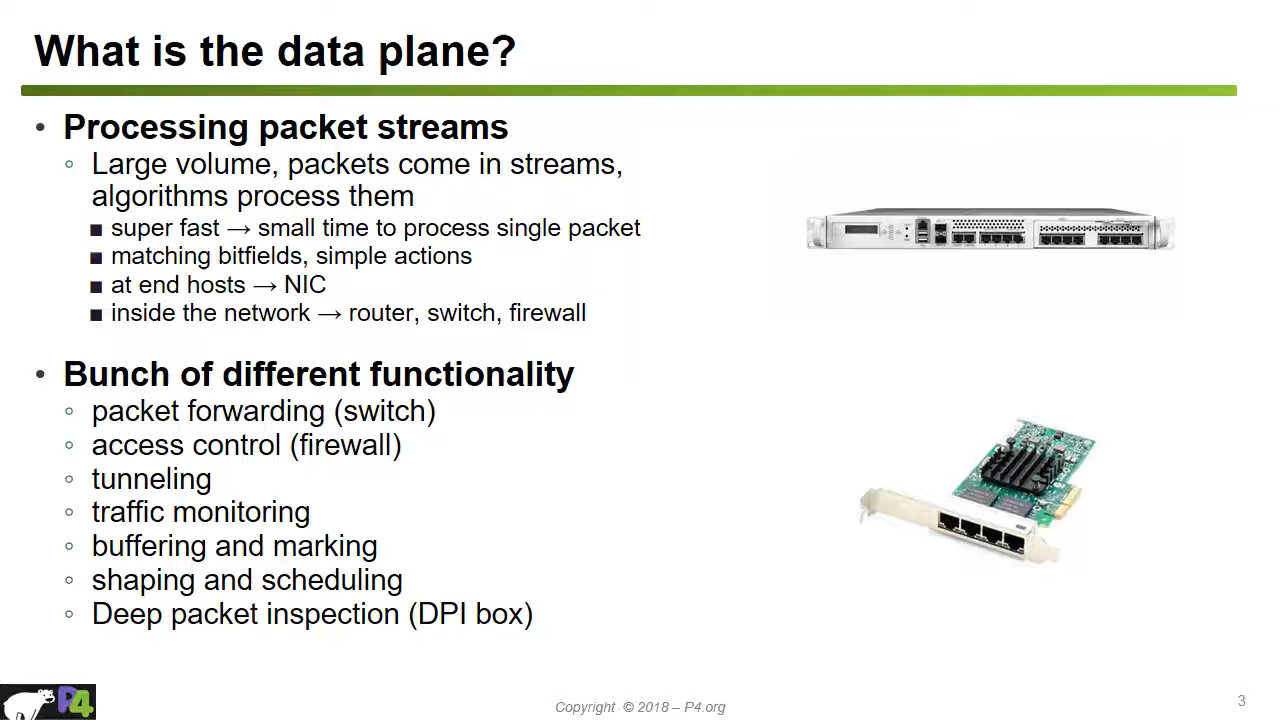 What is the data plane?
• Processing packet streams
◦ Large volume, packets come in streams,
algorithms process them
■ super fast → small time to process single packet
■ matching bitfields, simple actions
■ at end hosts → NIC
■ inside the network → router, switch, firewall
• Bunch of different functionality
◦ packet forwarding (switch)
◦ access control (firewall)
◦ tunneling
◦ traffic monitoring
◦ buffering and marking
◦ shaping and scheduling
◦ Deep packet inspection (DPI box)
P4
Copyright © 2018 – P4.org
3